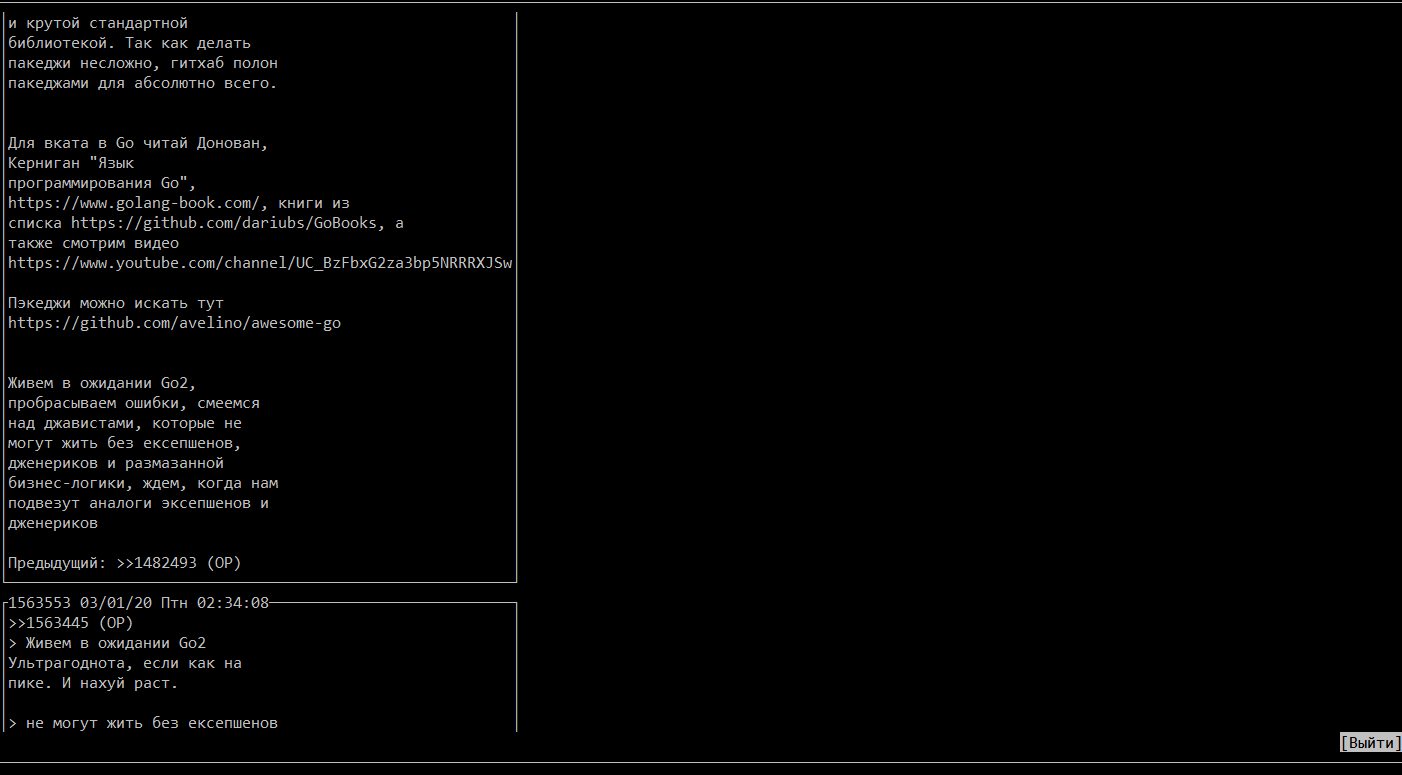 и крутой стандартной
библиотекой. Так как делать
пакеджи несложно, гитхаб полон
пакеджами для абсолютно всего.
Для вката в Go читай Донован,
Керниган "Язык
программирования Go",
https://www.golang-book.com/, книги из
списка https://github.com/dariubs/GoBooks, а
также смотрим видео
https://www.youtube.com/channel/UC_BzFbxG2za3bp5NRRRXJSw
Пэкеджи можно искать тут
https://github.com/avelino/awesome-go
Живем в ожидании Go2,
пробрасываем ошибки, смеемся
над джавистами, которые не
могут жить без ексепшенов,
дженериков и размазанной
бизнес-логики, ждем, когда нам
подвезут аналоги эксепшенов и
дженериков
Предыдущий: >>1482493 (OP)
1563553 03/01/20 Птн 02:34:08
>>1563445 (OP)
> Живем в ожидании Go2
Ультрагоднота, если как на
пике. И нахуй раст.
> не могут жить без ексепшенов
[Выйти]